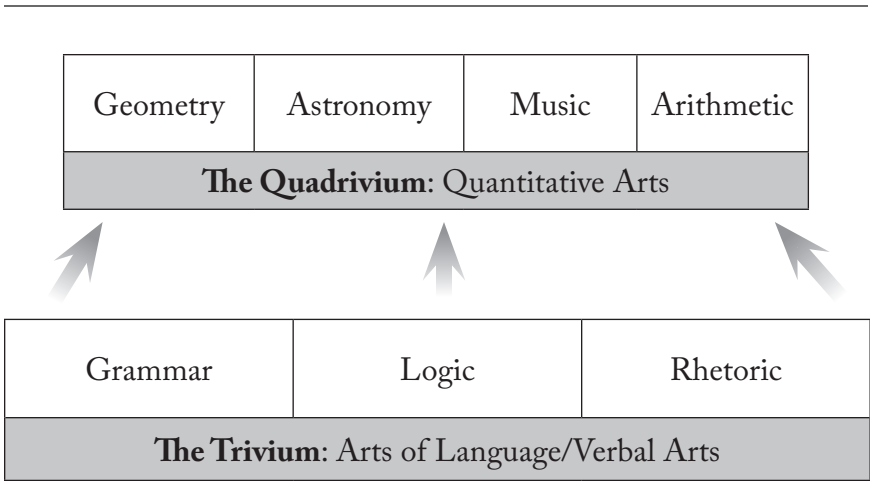 Geometry Astronomy Music Arithmetic
The Quadrivium: Quantitative Arts
Grammar Logic Rhetoric
The Trivium: Arts of Language/Verbal Arts